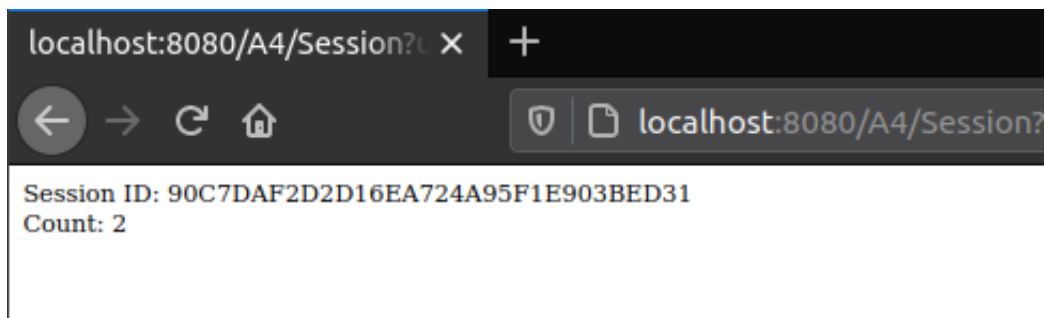 localhost:8080/A4/Session?
localhost:8080/A4/Session?
Session ID: 90C7DAF2D2D16EA724A95F1E903BED31
Count: 2